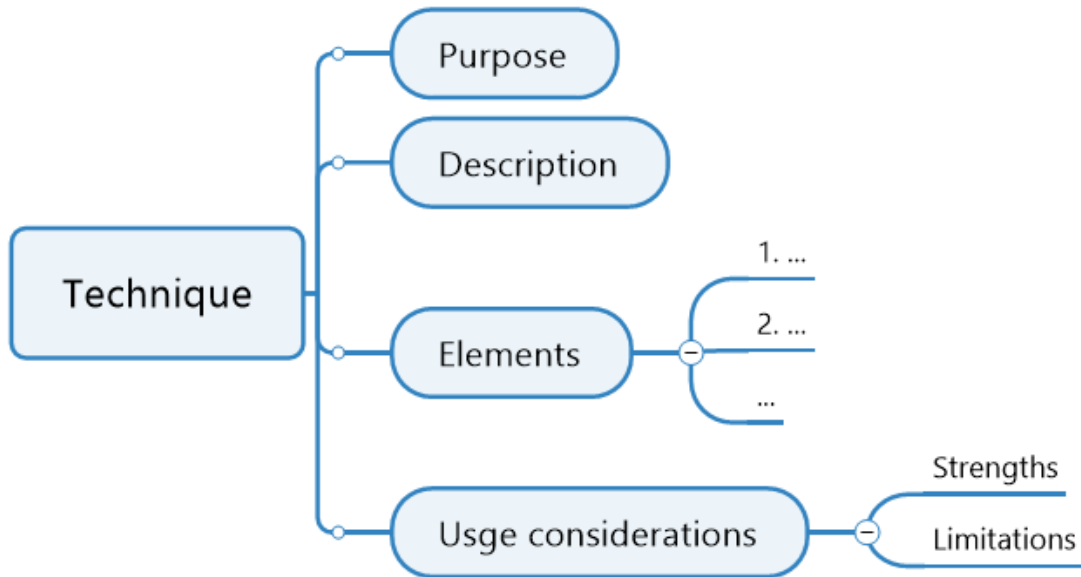 Technique
Purpose
Description
Elements
1. ...
2. ...
...
Usge considerations
Strengths
Limitations